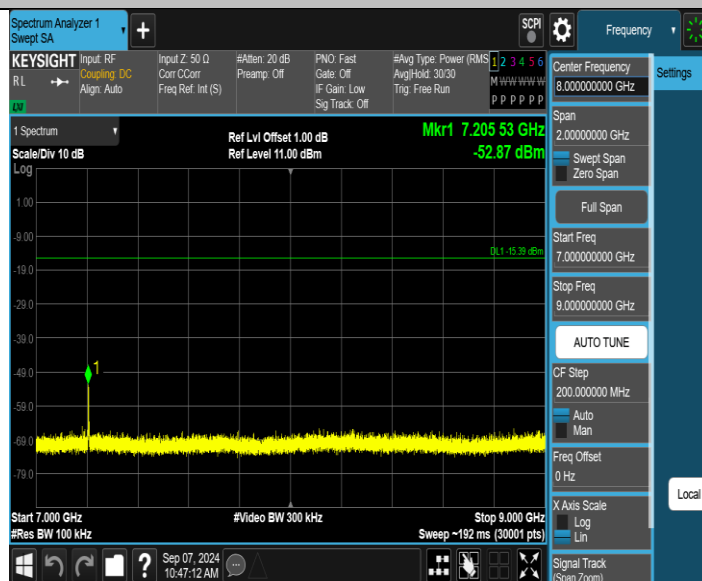 Spectrum Analyzer 1
Swept SA
+
SCPI
Frequency
KEYSIGHT
RL
Input: RF
Coupling: DC
Align: Auto
Input Z: 50 Ω
Corr CCorr
Freq Ref: Int (S)
#Atten: 20 dB
Preamp: Off
PNO: Fast
Gate: Off
IF Gain: Low
Sig Track: Off
#Avg Type: Power (RMS
Avg|Hold: 30/30
Trig: Free Run
1 2 3 4 5 6
M W W W W W
P P P P P P
1 Spectrum
Scale/Div 10 dB
Log
Ref Lvl Offset 1.00 dB
Ref Level 11.00 dBm
Mkr1 7.205 53 GHz
-52.87 dBm
1.00
-9.00
-19.0
-29.0
-39.0
-49.0
-59.0
-69.0
-79.0
DL1 -15.39 dBm
1
Start 7.000 GHz
#Res BW 100 kHz
#Video BW 300 kHz
Stop 9.000 GHz
Sweep ~192 ms (30001 pts)
?
Sep 07, 2024
10:47:12 AM
Center Frequency
8.00000000 GHz
Span
2.00000000 GHz
Swept Span
Zero Span
Full Span
Start Freq
7.000000000 GHz
Stop Freq
9.000000000 GHz
AUTO TUNE
CF Step
200.000000 MHz
Auto
Man
Freq Offset
0 Hz
X Axis Scale
Log
Lin
Signal Track
(Span Zoom)
Settings
Local